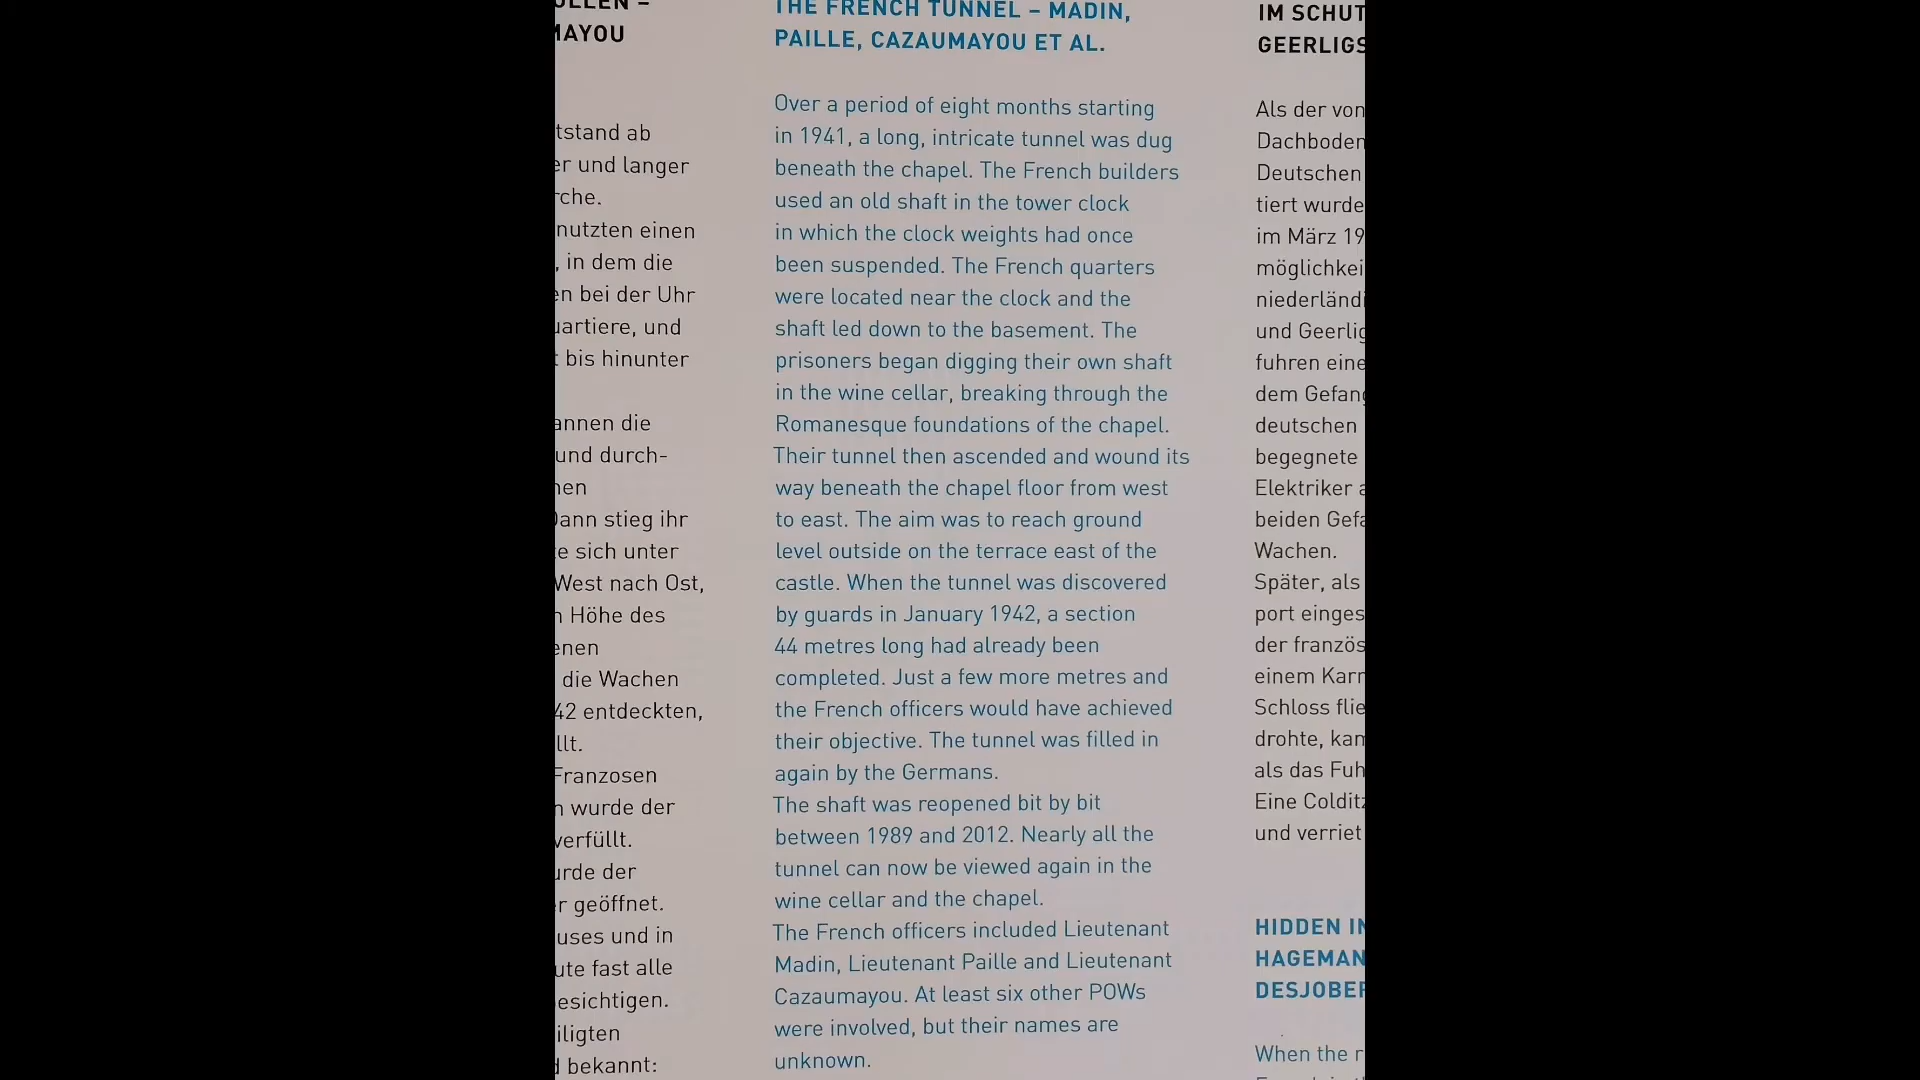 MAYOU
tstand ab
und langer
nutzten einen
, in dem die
bei der Uhr
und
bis hinunter
die
und durch-
stieg ihr
sich unter
West nach Ost,
Höhe des
die Wachen
42 entdeckten,
Franzosen
wurde der
der
geöffnet.
und in
fast alle
bekannt:
THE FRENCH TUNNEL – MADIN,
PAILLE, CAZAUMAYOU ET AL.
Over a period of eight months starting
in 1941, a long, intricate tunnel was dug
beneath the chapel. The French builders
used an old shaft in the tower clock
in which the clock weights had once
been suspended. The French quarters
were located near the clock and the
shaft led down to the basement. The
prisoners began digging their own shaft
in the wine cellar, breaking through the
Romanesque foundations of the chapel.
Their tunnel then ascended and wound its
way beneath the chapel floor from west
to east. The aim was to reach ground
level outside on the terrace east of the
castle. When the tunnel was discovered
by guards in January 1942, a section
44 metres long had already been
completed. Just a few more metres and
the French officers would have achieved
their objective. The tunnel was filled in
again by the Germans.
The shaft was reopened bit by bit
between 1989 and 2012. Nearly all the
tunnel can now be viewed again in the
wine cellar and the chapel.
The French officers included Lieutenant
Madin, Lieutenant Paille and Lieutenant
Cazaumayou. At least six other POWs
were involved, but their names are
unknown.
IM SCHUT
GEERLIGS
Als der von
Dachboden
Deutschen
tiert wurde
im März 19
möglichkei
niederländi
und Geerlig
fuhren eine
dem Gefang
deutschen
begegnete
Elektriker a
beiden Gefa
Wachen.
Später, als
port einges
der französ
einem Karr
Schloss flie
drohte, kam
als das Fuh
Eine Colditz
und verriet
HIDDEN IN
HAGEMAN
DESJOBER
When the r